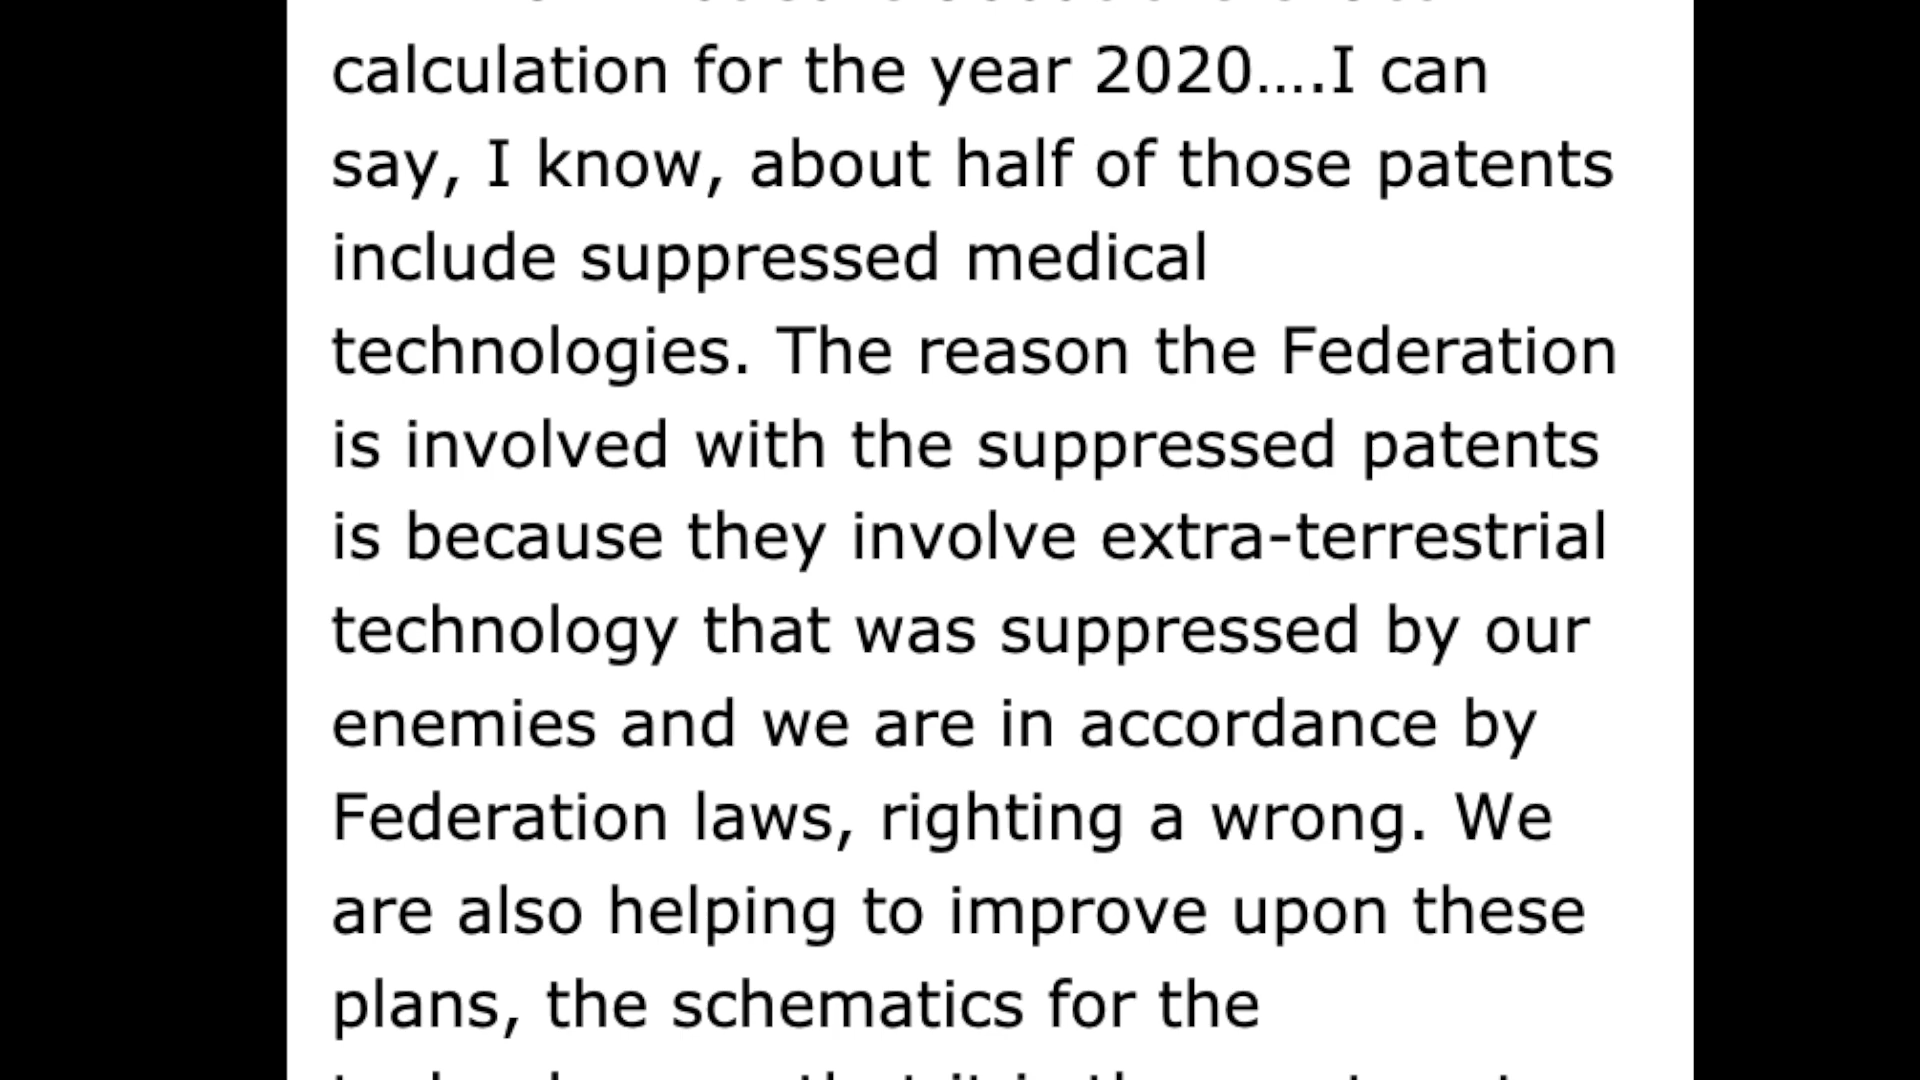 calculation for the year 2020....I can
say, I know, about half of those patents
include suppressed medical
technologies. The reason the Federation
is involved with the suppressed patents
is because they involve extra-terrestrial
technology that was suppressed by our
enemies and we are in accordance by
Federation laws, righting a wrong. We
are also helping to improve upon these
plans, the schematics for the